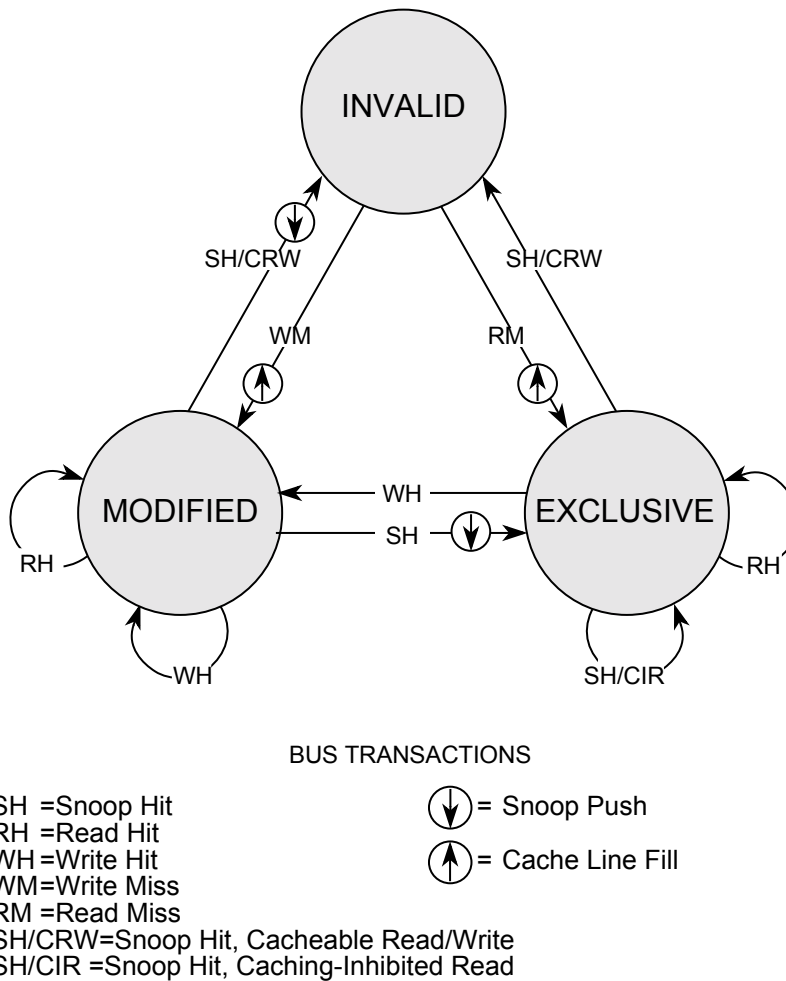 INVALID
SH/CRW
SH/CRW
WM
RM
MODIFIED
WH
EXCLUSIVE
SH
RH
RH
WH
SH/CIR
BUS TRANSACTIONS
SH =Snoop Hit
RH =Read Hit
WH =Write Hit
WM=Write Miss
RM =Read Miss
SH/CRW=Snoop Hit, Cacheable Read/Write
SH/CIR =Snoop Hit, Caching-Inhibited Read
= Snoop Push
= Cache Line Fill